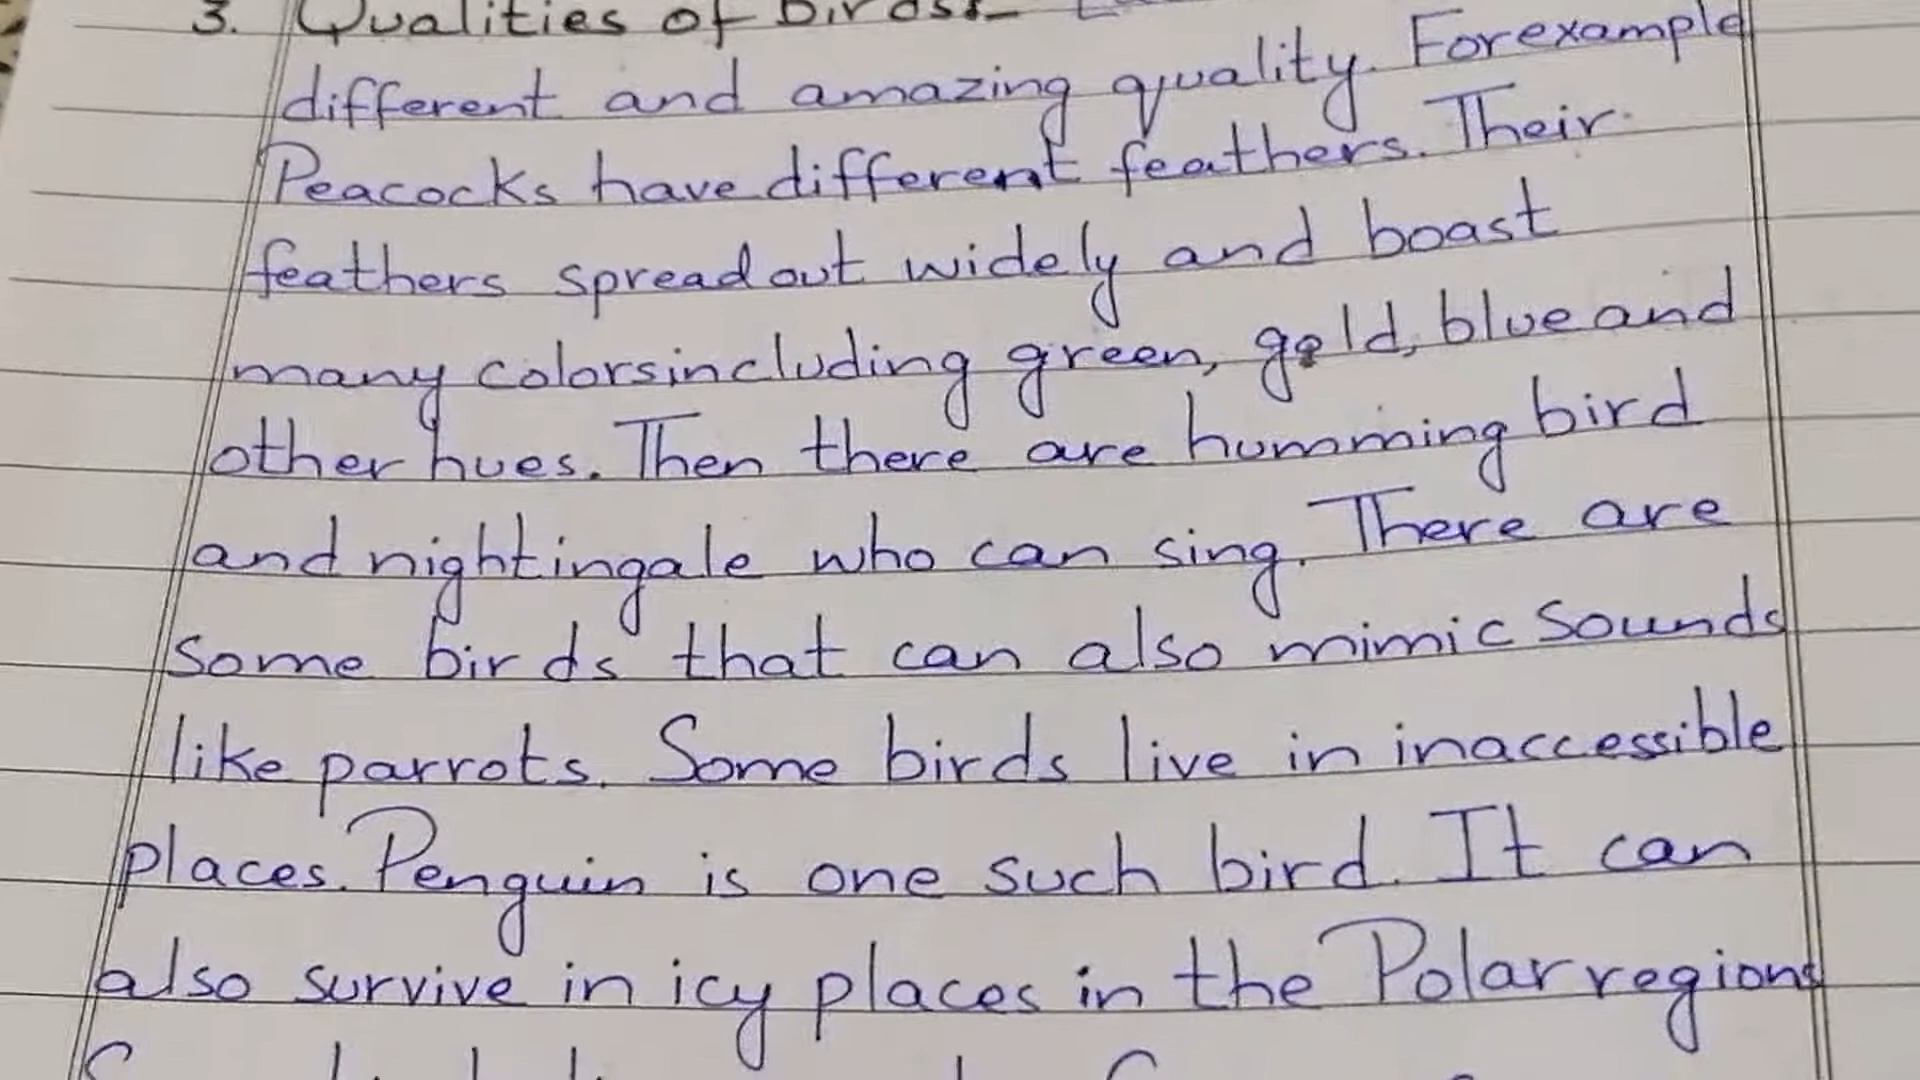 3. Qualities of Birds:-
different and amazing quality. For example
Peacocks have different feathers. Their
feathers spread out widely and boast
many colors including green, gold, blue and
other hues. Then there are humming bird
and nightingale who can sing. There are
some birds that can also mimic sounds
like parrots. Some birds live in inaccessible
places. Penguin is one such bird. It can
also survive in icy places in the Polar regions